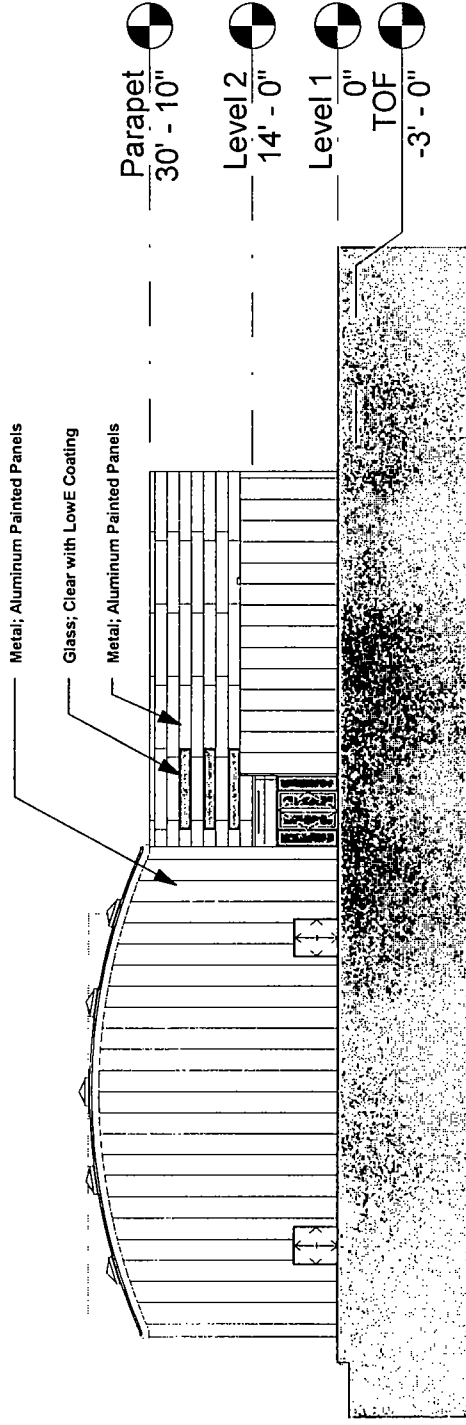 Metal; Aluminum Painted Panels
Glass; Clear with LowE Coating
Metal; Aluminum Painted Panels
Parapet
30' - 10"
Level 2
14' - 0"
Level 1
0"
TOF
-3' - 0"